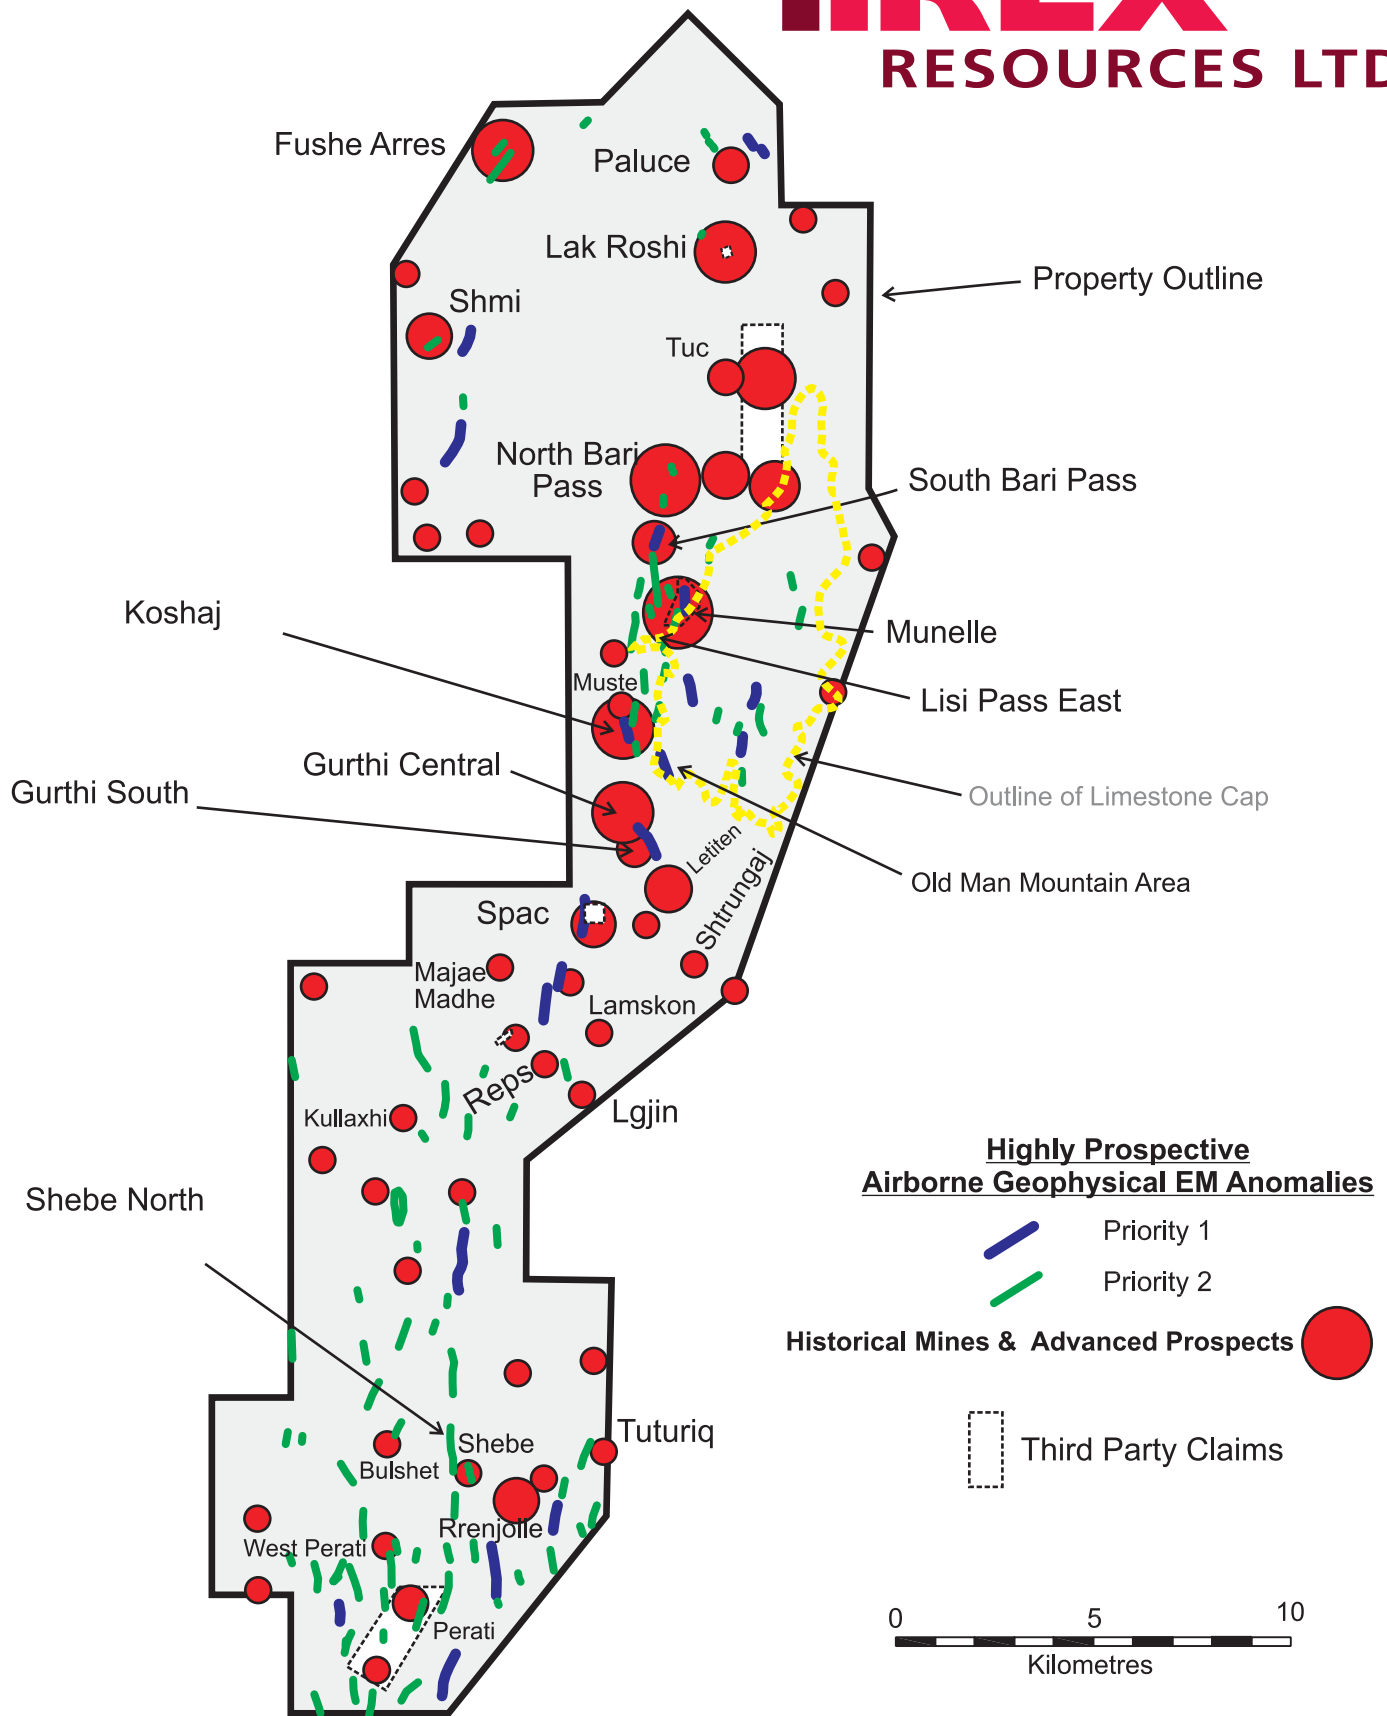 RESOURCES LTD
Fushe Arres
Paluce
Lak Roshi
Property Outline
Shmi
Tuc
North Bari
Pass
South Bari Pass
Koshaj
Munelle
Muste
Lisi Pass East
Gurthi Central
Gurthi South
Outline of Limestone Cap
Letiten
Old Man Mountain Area
Shtrungaj
Spac
Majae
Madhe
Lamskon
Reps
Lgjin
Kullaxhi
Highly Prospective
Airborne Geophysical EM Anomalies
Shebe North
Priority 1
Priority 2
Historical Mines & Advanced Prospects
Tuturiq
Shebe
Bulshet
Third Party Claims
Rrenjolle
West Perati
Perati
0 5 10
Kilometres